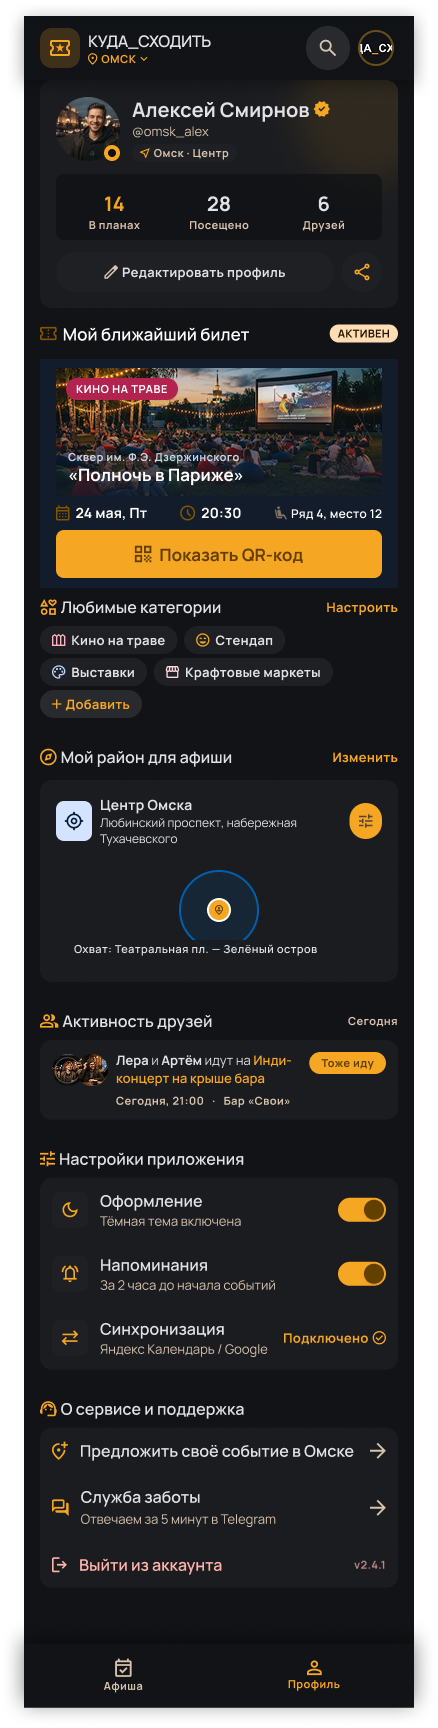 КУДА_СХОДИТЬ
ОМСК
Алексей Смирнов
@omsk_alex
Омск · Центр
14
28
6
В планах
Посещено
Друзей
Редактировать профиль
Мой ближайший билет
АКТИВЕН
КИНО НА ТРАВЕ
Сквер им. Ф.Э. Дзержинского
«Полночь в Париже»
24 мая, Пт
20:30
Ряд 4, место 12
Показать QR-код
Любимые категории
Настроить
Кино на траве
Стендап
Выставки
Крафтовые маркеты
Добавить
Мой район для афиши
Изменить
Центр Омска
Любинский проспект, набережная
Тухачевского
Охват: Театральная пл. — Зелёный остров
Активность друзей
Сегодня
Лера и Артём идут на Инди-
концерт на крыше бара
Тоже иду
Сегодня, 21:00 · Бар «Свои»
Настройки приложения
Оформление
Тёмная тема включена
Напоминания
За 2 часа до начала событий
Синхронизация
Яндекс Календарь / Google
Подключено
О сервисе и поддержка
Предложить своё событие в Омске
Служба заботы
Отвечаем за 5 минут в Telegram
Выйти из аккаунта
v2.4.1
Афиша
Профиль